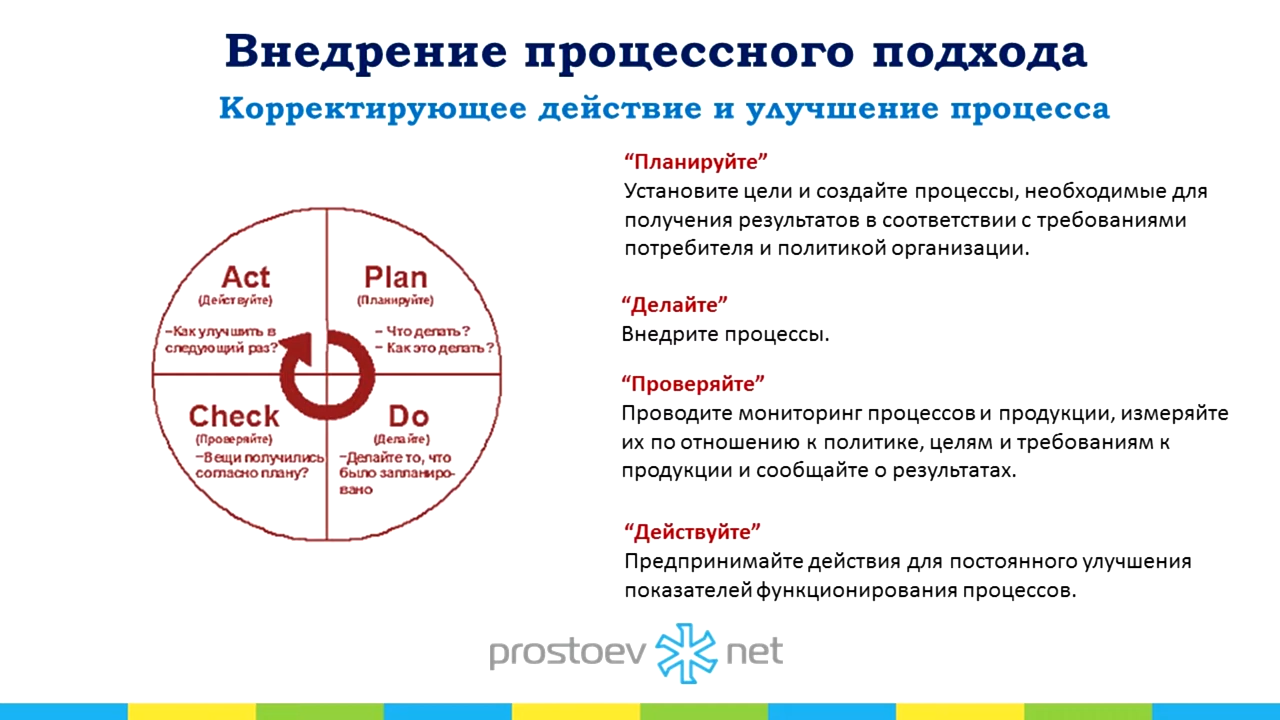 Внедрение процессного подхода
Корректирующее действие и улучшение процесса
Act
(Действуйте)
–Как улучшить в
следующий раз?
Plan
(Планируйте)
– Что делать?
– Как это делать?
Check
(Проверяйте)
–Вещи получились
согласно плану?
Do
(Делайте)
–Делайте то, что
было запланиро-
вано
“Планируйте”
Установите цели и создайте процессы, необходимые для
получения результатов в соответствии с требованиями
потребителя и политикой организации.
“Делайте”
Внедрите процессы.
“Проверяйте”
Проводите мониторинг процессов и продукции, измеряйте
их по отношению к политике, целям и требованиям к
продукции и сообщайте о результатах.
“Действуйте”
Предпринимайте действия для постоянного улучшения
показателей функционирования процессов.
prostoev net